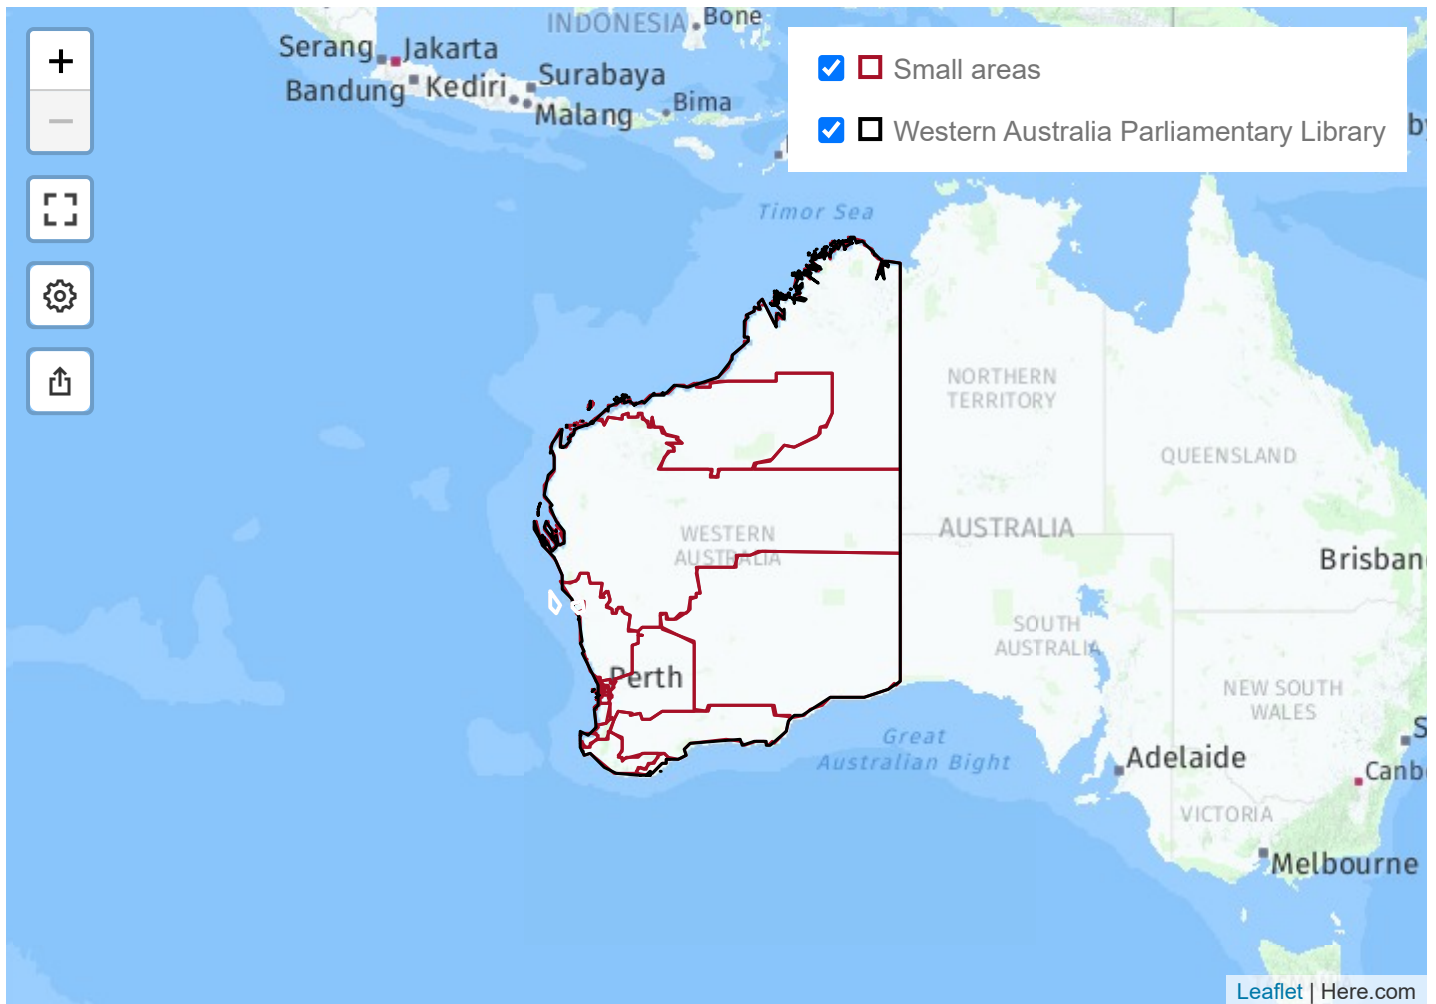 INDONESIA
Bone
Serang
Jakarta
Bandung
Kediri
Surabaya
Malang
Bima
+
−
Small areas
Western Australia Parliamentary Library
Timor Sea
NORTHERN
TERRITORY
QUEENSLAND
WESTERN
AUSTRALIA
AUSTRALIA
Brisban
SOUTH
AUSTRALIA
Perth
NEW SOUTH
WALES
Great
Australian Bight
Adelaide
Canb
VICTORIA
Melbourne
Leaflet | Here.com